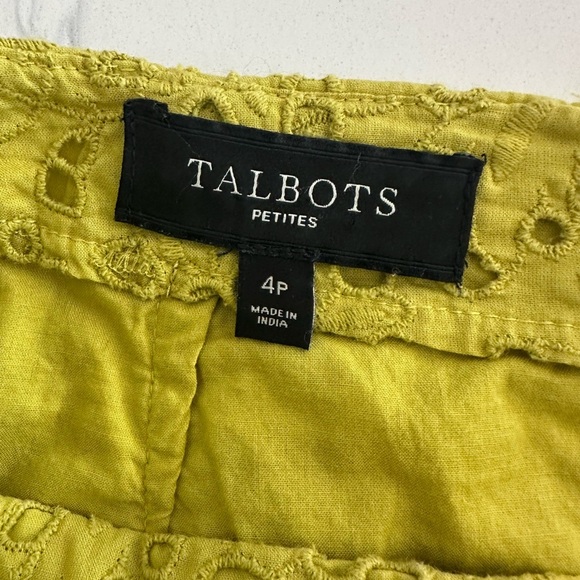 TALBOTS
PETITES
4P
MADE IN
INDIA